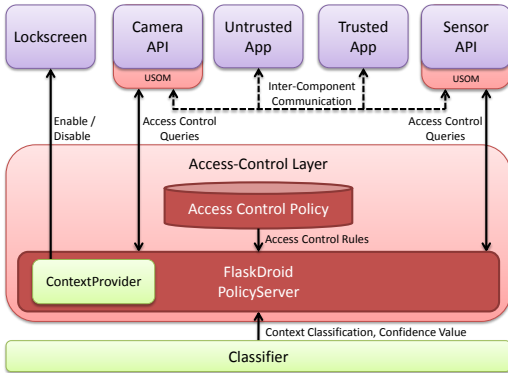 Lockscreen
Camera
API
Untrusted
App
Trusted
App
Sensor
API
USOM
USOM
Inter-Component
Communication
Enable /
Disable
Access Control
Queries
Access Control
Queries
Access-Control Layer
Access Control Policy
Access Control Rules
ContextProvider
FlaskDroid
PolicyServer
Context Classification, Confidence Value
Classifier